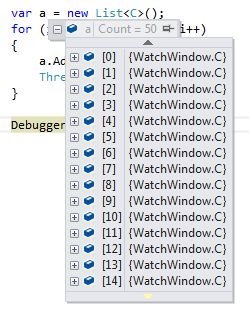 var a = new List<C>();
for (i a Count = 50 i++)
{
a.Ad [0] {WatchWindow.C}
Thre [1] {WatchWindow.C}
} [2] {WatchWindow.C}
[3] {WatchWindow.C}
Debugger [4] {WatchWindow.C}
[5] {WatchWindow.C}
[6] {WatchWindow.C}
[7] {WatchWindow.C}
[8] {WatchWindow.C}
[9] {WatchWindow.C}
[10] {WatchWindow.C}
[11] {WatchWindow.C}
[12] {WatchWindow.C}
[13] {WatchWindow.C}
[14] {WatchWindow.C}